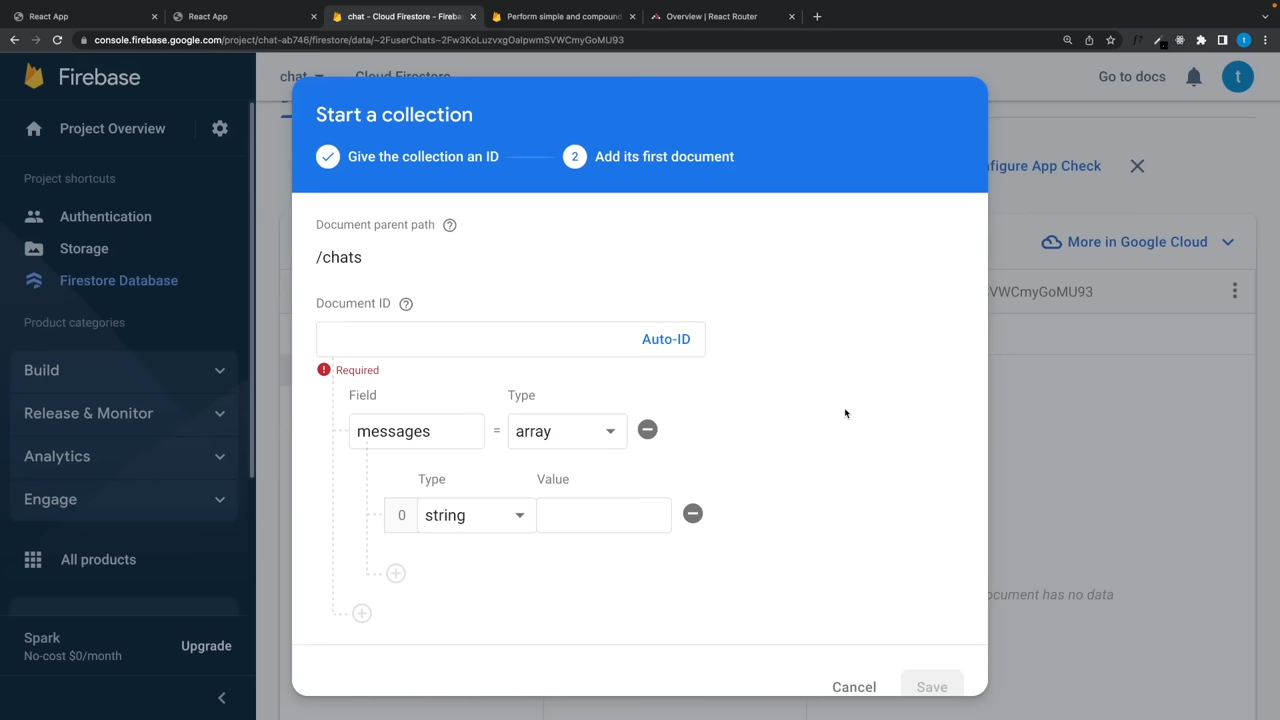 React App
React App
chat - Cloud Firestore - Fireba
Perform simple and compound
Overview | React Router
console.firebase.google.com/project/chat-ab746/firestore/data/~2FuserChats~2Fw3KoLuzvxgOalpwmSVWCmyGoMU93
Firebase
chat
Cloud Firestore
Go to docs
t
Project Overview
Project shortcuts
Authentication
Storage
Firestore Database
Product categories
Build
Release & Monitor
Analytics
Engage
All products
Spark
No-cost $0/month
Upgrade
Start a collection
Give the collection an ID
2
Add its first document
Document parent path
/chats
Document ID
Auto-ID
Required
Field
Type
messages
=
array
Type
Value
0
string
Cancel
Save
nfigure App Check
More in Google Cloud
VWCmyGoMU93
ocument has no data